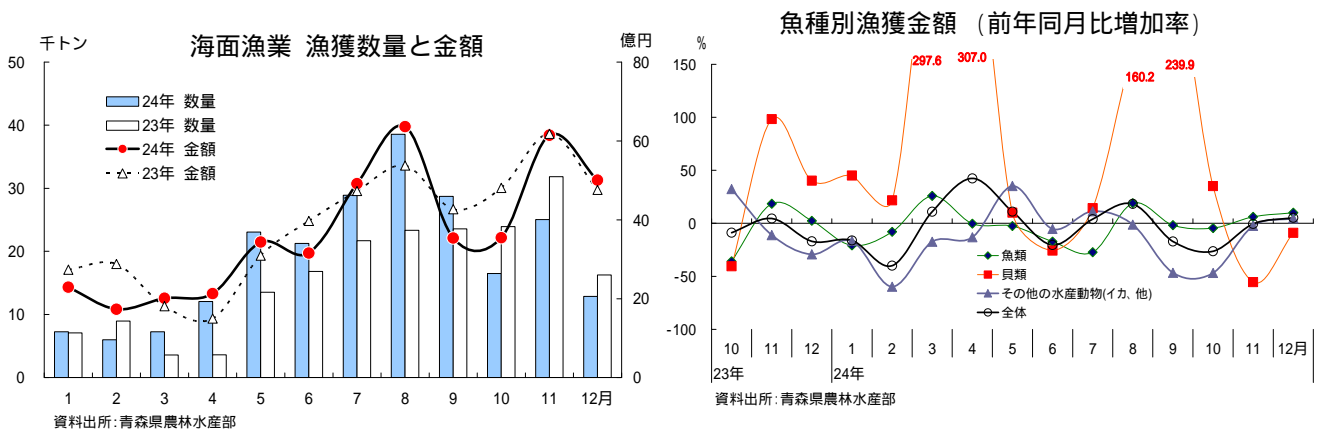 海面漁業 漁獲数量と金額
千トン
億円
50
40
30
20
10
0
80
60
40
20
0
24年 数量
23年 数量
24年 金額
23年 金額
1 2 3 4 5 6 7 8 9 10 11 12月
資料出所:青森県農林水産部
魚種別漁獲金額 (前年同月比増加率)
%
150
100
50
0
-50
-100
297.6
307.0
160.2
239.9
魚類
貝類
その他の水産動物(イカ、他)
全体
10 11 12 1 2 3 4 5 6 7 8 9 10 11 12月
23年 24年
資料出所:青森県農林水産部